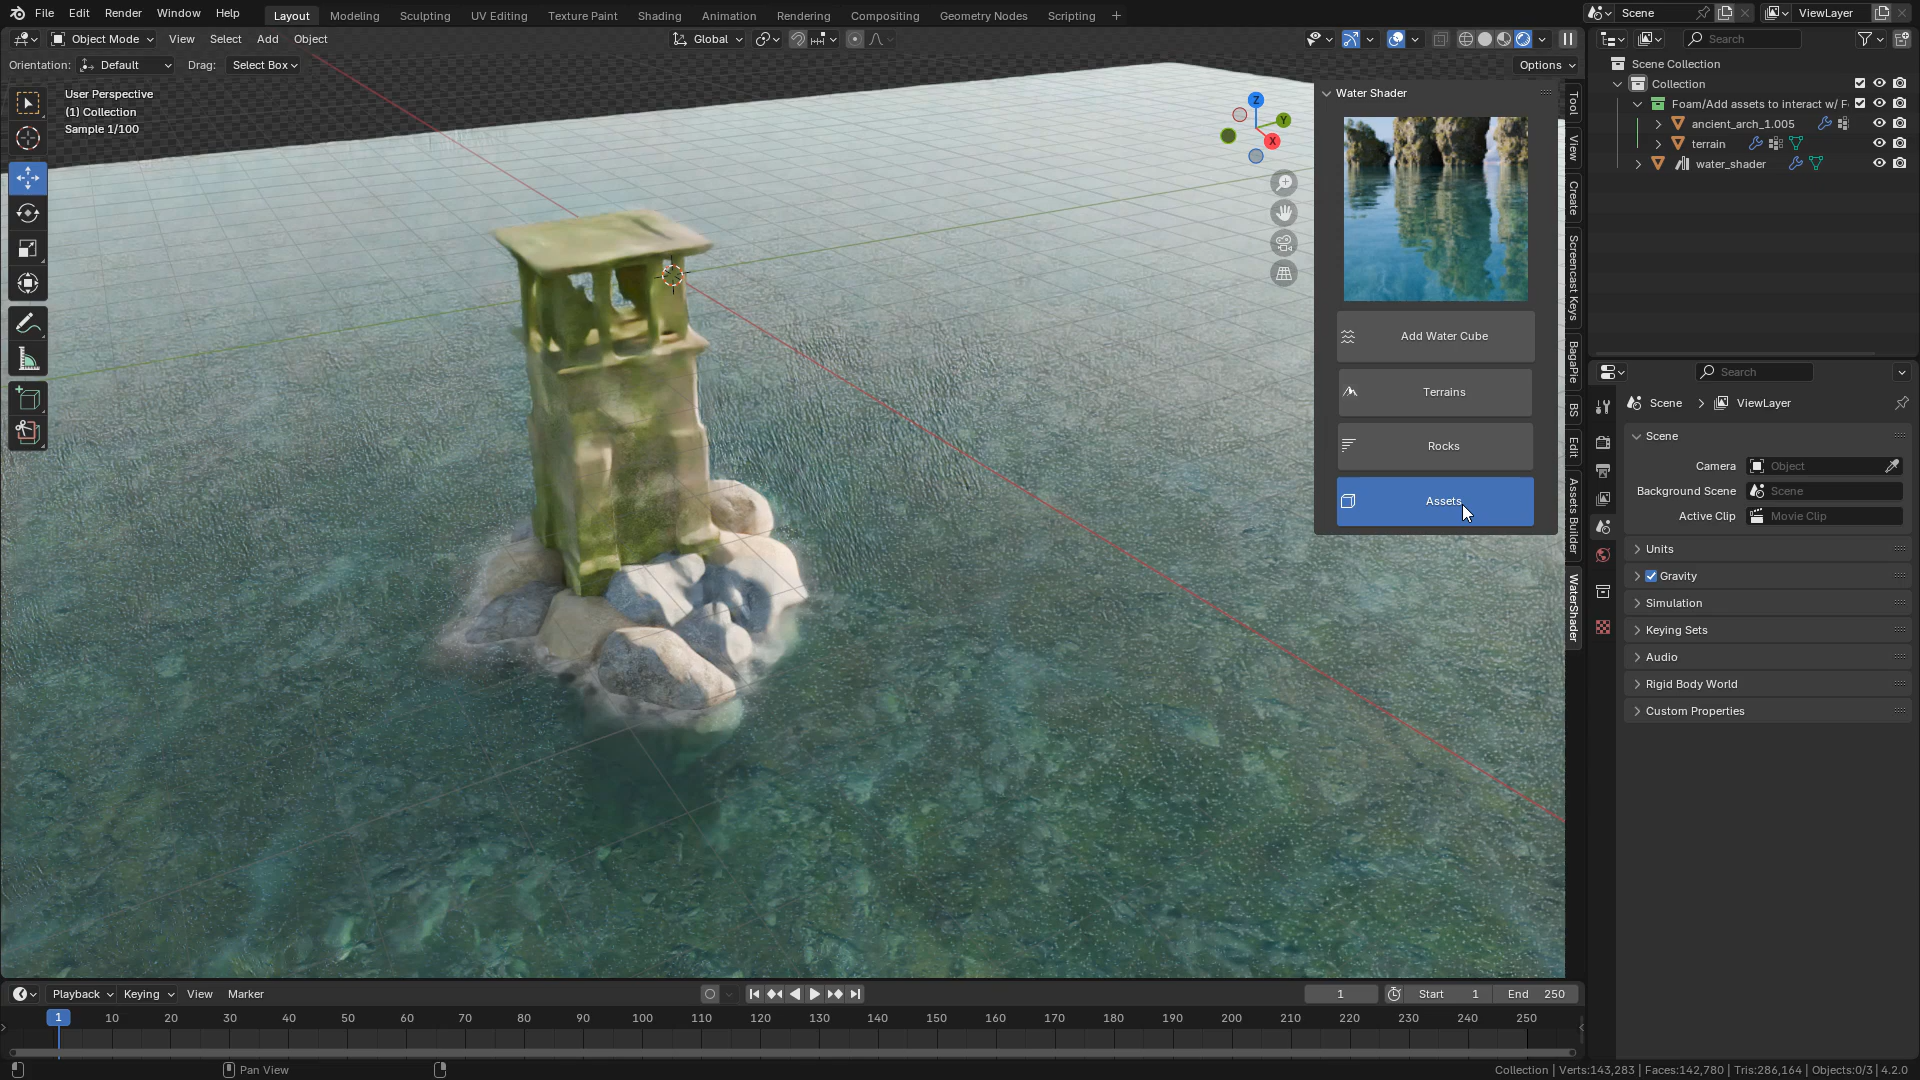 File Edit Render Window Help Layout Modeling Sculpting UV Editing Texture Paint Shading Animation Rendering Compositing Geometry Nodes Scripting + Scene ViewLayer
Object Mode View Select Add Object Global Search
Orientation: Default Drag: Select Box Options
User Perspective
(1) Collection
Sample 1/100
Z
Y
X
Water Shader
Add Water Cube
Terrains
Rocks
Assets
Tool
View
Create
Screencast Keys
BagaPie
BS
Edit
Assets Builder
WaterShader
Scene Collection
Collection
Foam/Add assets to interact w/ F
ancient_arch_1.005
terrain
water_shader
Search
Scene > ViewLayer
Scene
Camera Object
Background Scene Scene
Active Clip Movie Clip
Units
Gravity
Simulation
Keying Sets
Audio
Rigid Body World
Custom Properties
Playback Keying View Marker 1 Start 1 End 250
1 10 20 30 40 50 60 70 80 90 100 110 120 130 140 150 160 170 180 190 200 210 220 230 240 250
Pan View Collection | Verts:143,283 | Faces:142,780 | Tris:286,164 | Objects:0/3 | 4.2.0